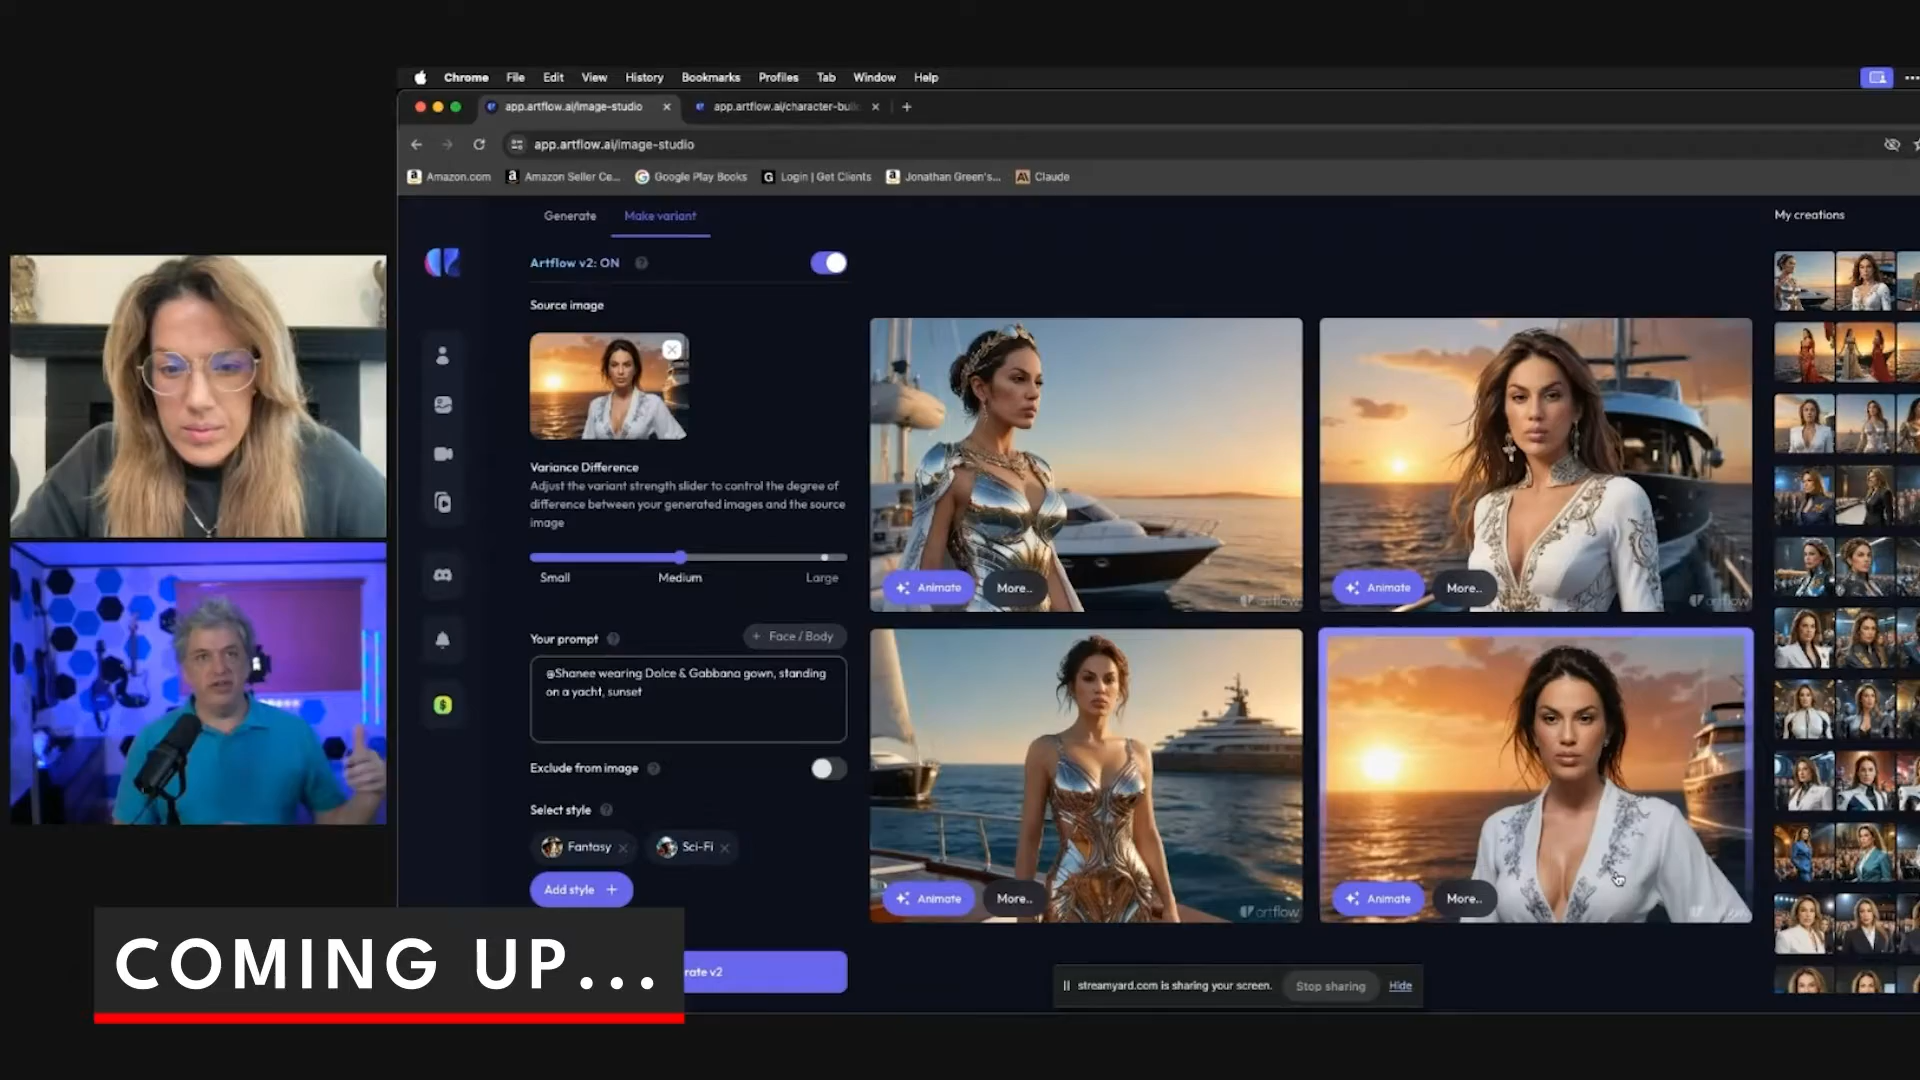 Chrome File Edit View History Bookmarks Profiles Tab Window Help
app.artflow.ai/image-studio
app.artflow.ai/character-buil
app.artflow.ai/image-studio
Amazon.com
Amazon Seller Ce...
Google Play Books
Login | Get Clients
Jonathan Green's...
Claude
Generate
Make variant
My creations
Artflow v2: ON
Source image
Variance Difference
Adjust the variant strength slider to control the degree of
difference between your generated images and the source
image
Small
Medium
Large
Your prompt
+ Face / Body
@Shanee wearing Dolce & Gabbana gown, standing
on a yacht, sunset
Exclude from image
Select style
Fantasy
Sci-Fi
Add style +
rate v2
Animate
More..
artflow
Animate
More..
artflow
Animate
More..
artflow
Animate
More..
streamyard.com is sharing your screen.
Stop sharing
Hide
COMING UP...